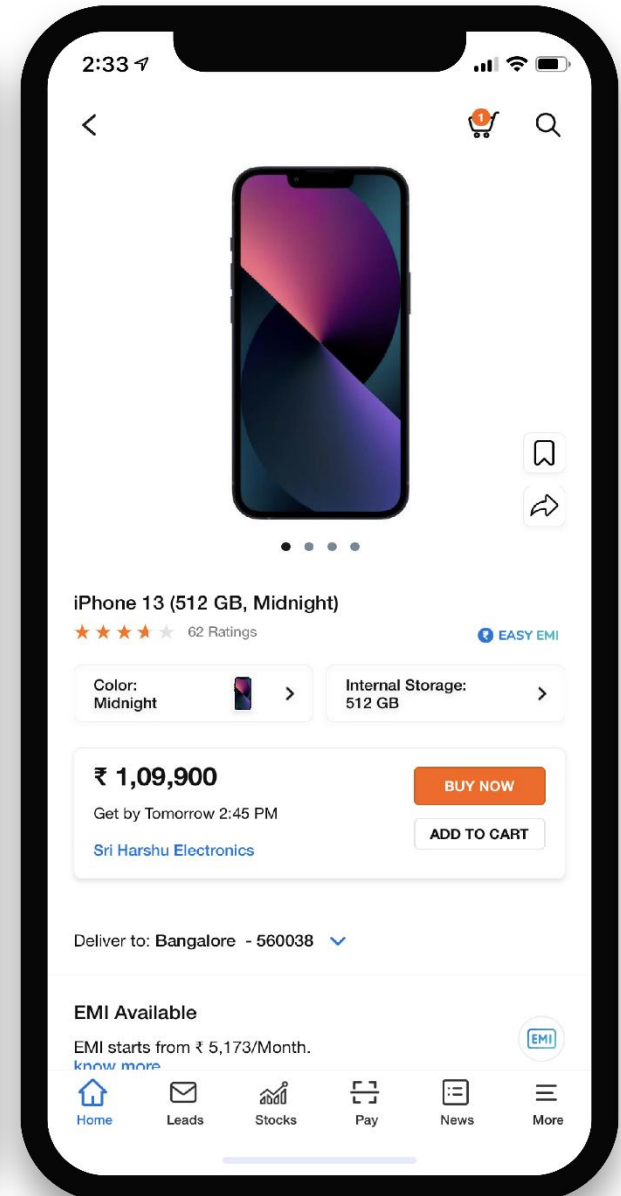 2:33
1
iPhone 13 (512 GB, Midnight)
62 Ratings
₹ EASY EMI
Color:
Midnight
Internal Storage:
512 GB
₹ 1,09,900
BUY NOW
Get by Tomorrow 2:45 PM
ADD TO CART
Sri Harshu Electronics
Deliver to: Bangalore - 560038
EMI Available
EMI starts from ₹ 5,173/Month.
EMI
know more
Home Leads Stocks Pay News More